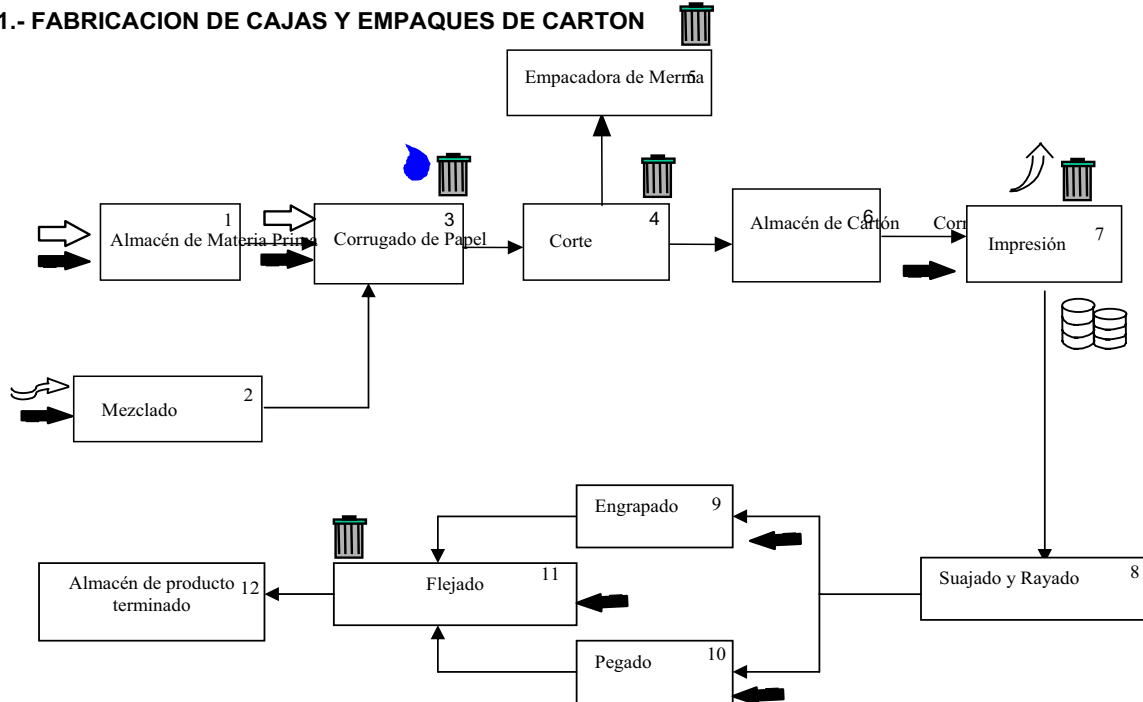 1.- FABRICACION DE CAJAS Y EMPAQUES DE CARTON
Empacadora de Merma
5
1
Almacén de Materia Prima
3
Corrugado de Papel
4
Corte
6
Almacén de Cartón
Corr
7
Impresión
2
Mezclado
Engrapado
9
Suajado y Rayado
8
Almacén de producto
terminado
12
Flejado
11
Pegado
10